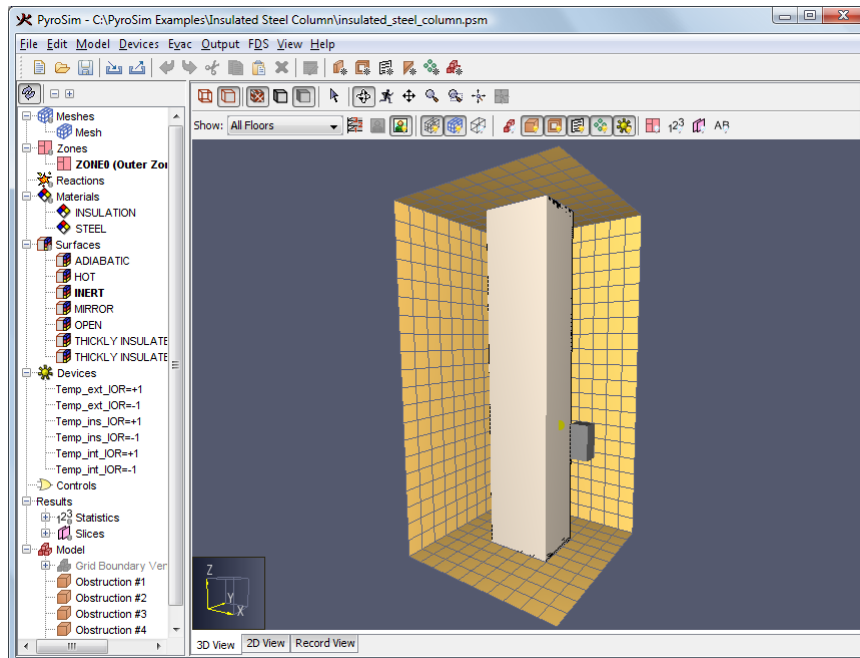 PyroSim - C:\PyroSim Examples\Insulated Steel Column\insulated_steel_column.psm
File Edit Model Devices Evac Output FDS View Help
Show: All Floors
1²3 AB
Meshes
Mesh
Zones
ZONE0 (Outer Zo
Reactions
Materials
INSULATION
STEEL
Surfaces
ADIABATIC
HOT
INERT
MIRROR
OPEN
THICKLY INSULATE
THICKLY INSULATE
Devices
Temp_ext_IOR=+1
Temp_ext_IOR=-1
Temp_ins_IOR=+1
Temp_ins_IOR=-1
Temp_int_IOR=+1
Temp_int_IOR=-1
Controls
Results
Statistics
Slices
Model
Grid Boundary Ver
Obstruction #1
Obstruction #2
Obstruction #3
Obstruction #4
Z
Y
X
3D View 2D View Record View